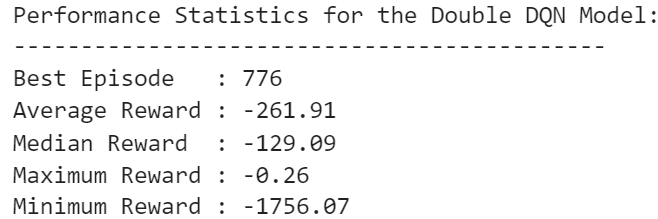 Performance Statistics for the Double DQN Model:
--------------------------------------------
Best Episode   : 776
Average Reward : -261.91
Median Reward  : -129.09
Maximum Reward : -0.26
Minimum Reward : -1756.07